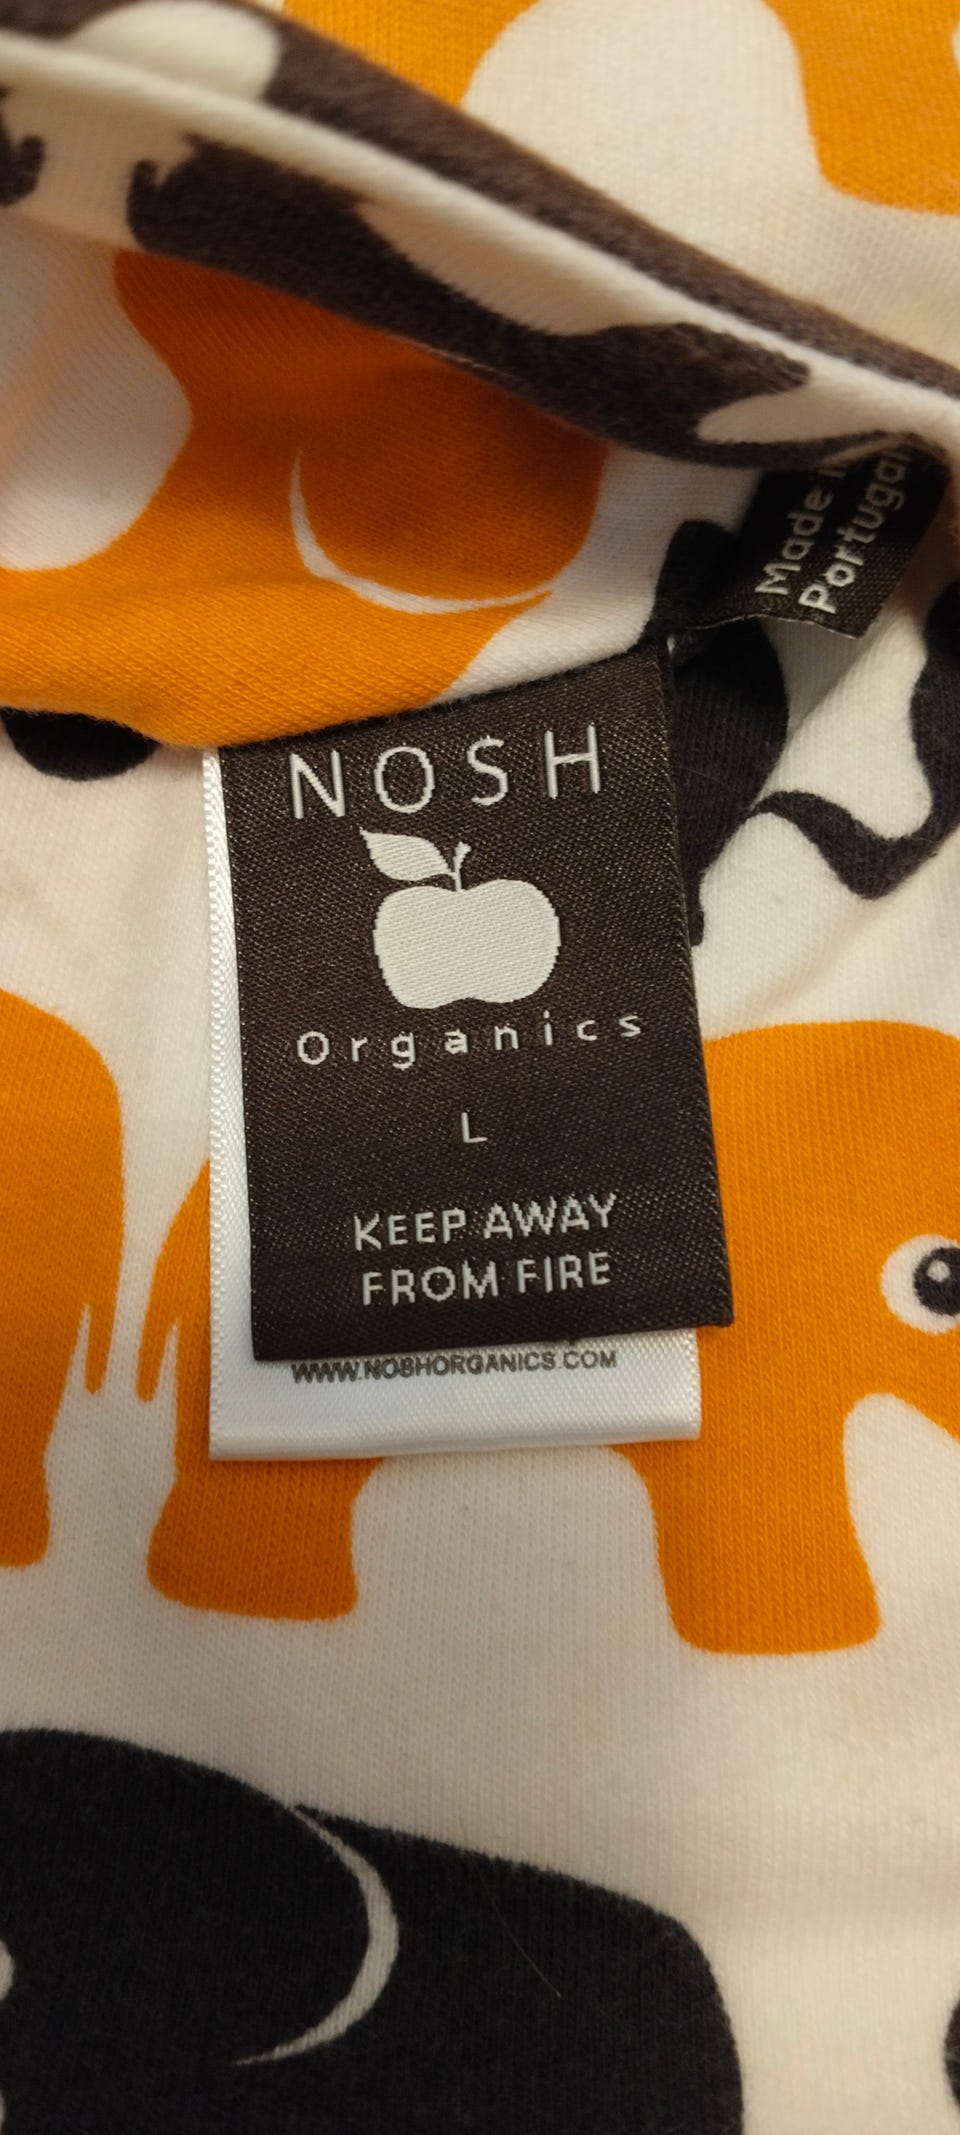 Made in
Portugal
NOSH
Organics
L
KEEP AWAY
FROM FIRE
WWW.NOSHORGANICS.COM